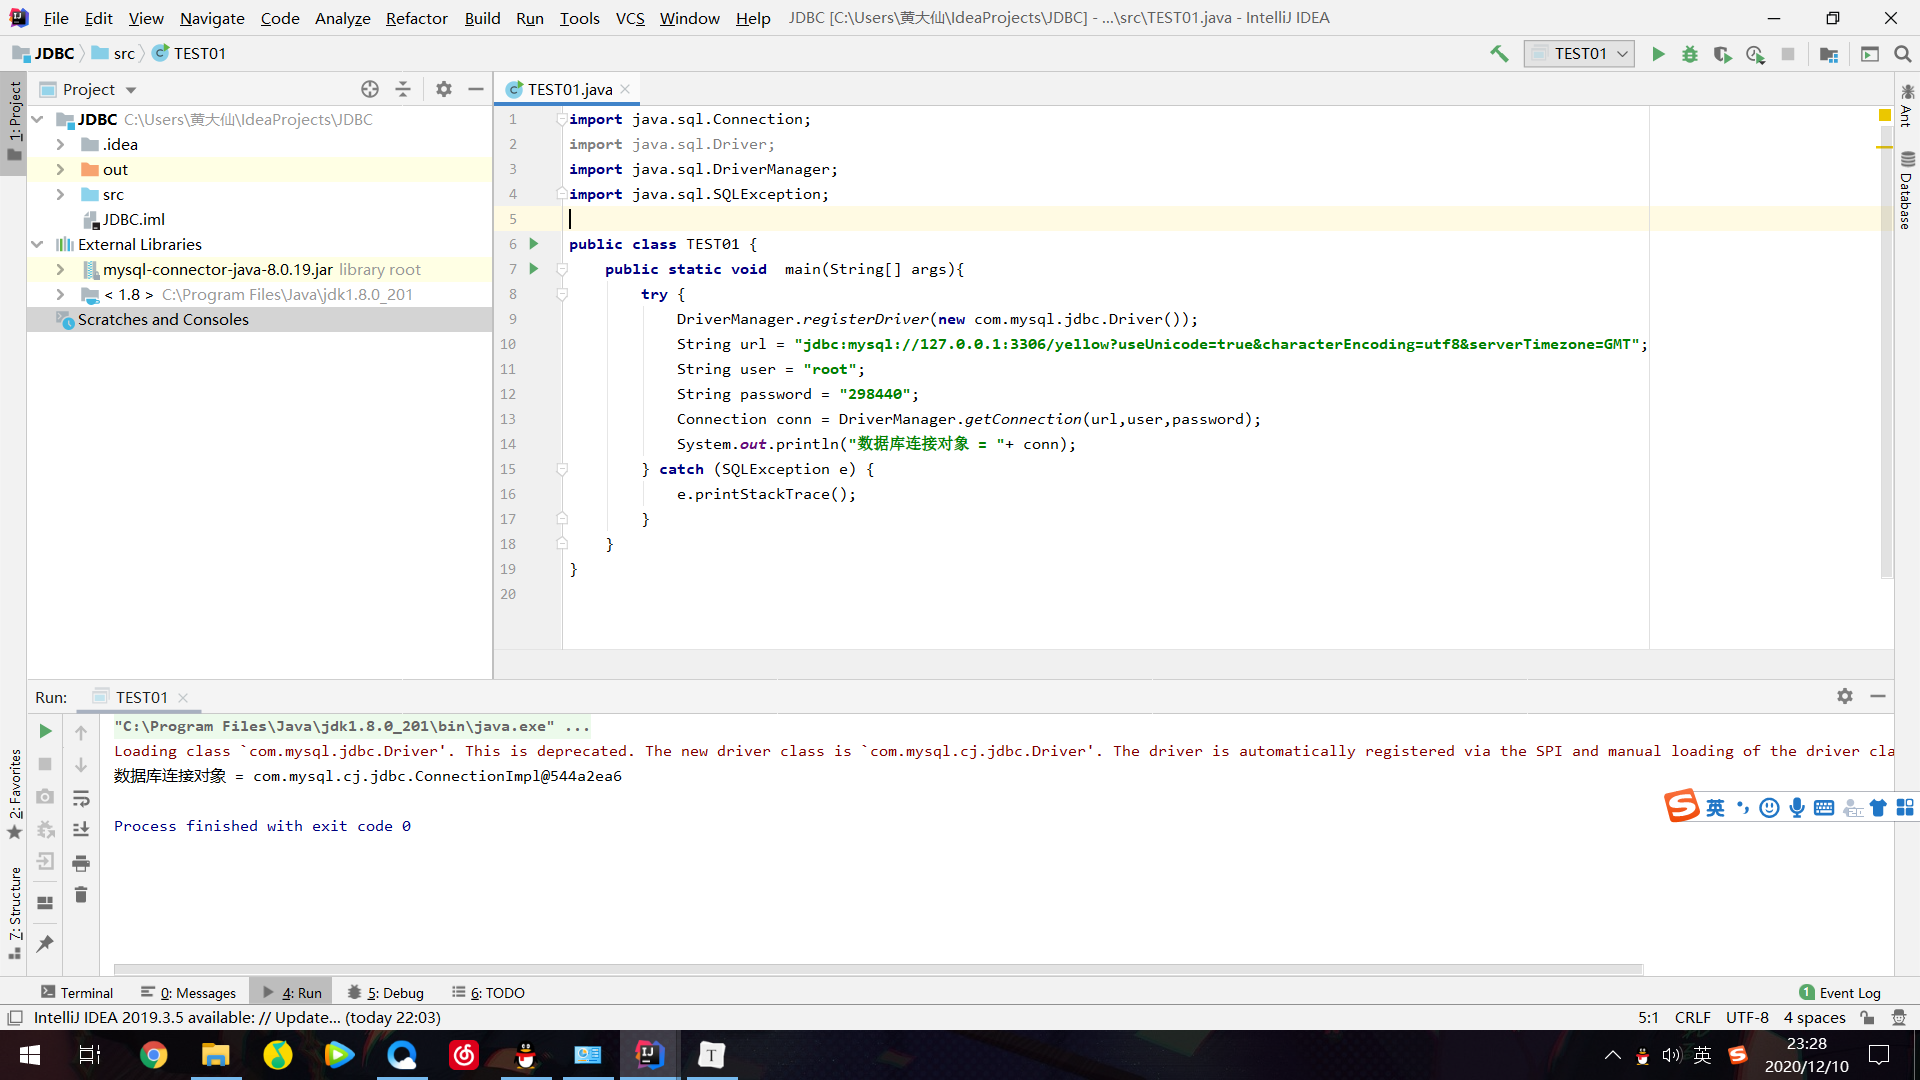 File Edit View Navigate Code Analyze Refactor Build Run Tools VCS Window Help JDBC [C:\Users\黄大仙\IdeaProjects\JDBC] - ...\src\TEST01.java - IntelliJ IDEA
JDBC src TEST01
TEST01
1: Project
Project
TEST01.java
JDBC C:\Users\黄大仙\IdeaProjects\JDBC
.idea
out
src
JDBC.iml
External Libraries
mysql-connector-java-8.0.19.jar library root
< 1.8 > C:\Program Files\Java\jdk1.8.0_201
Scratches and Consoles
1 import java.sql.Connection;
2 import java.sql.Driver;
3 import java.sql.DriverManager;
4 import java.sql.SQLException;
5
6 public class TEST01 {
7 public static void  main(String[] args){
8 try {
9 DriverManager.registerDriver(new com.mysql.jdbc.Driver());
10 String url = "jdbc:mysql://127.0.0.1:3306/yellow?useUnicode=true&characterEncoding=utf8&serverTimezone=GMT";
11 String user = "root";
12 String password = "298440";
13 Connection conn = DriverManager.getConnection(url,user,password);
14 System.out.println("数据库连接对象 = "+ conn);
15 } catch (SQLException e) {
16 e.printStackTrace();
17 }
18 }
19 }
20
Ant
Database
Run: TEST01
"C:\Program Files\Java\jdk1.8.0_201\bin\java.exe" ...
Loading class `com.mysql.jdbc.Driver'. This is deprecated. The new driver class is `com.mysql.cj.jdbc.Driver'. The driver is automatically registered via the SPI and manual loading of the driver cla
数据库连接对象 = com.mysql.cj.jdbc.ConnectionImpl@544a2ea6
Process finished with exit code 0
2: Favorites
7: Structure
英
Terminal 0: Messages 4: Run 5: Debug 6: TODO 1 Event Log
IntelliJ IDEA 2019.3.5 available: // Update... (today 22:03) 5:1 CRLF UTF-8 4 spaces
英
23:28
2020/12/10